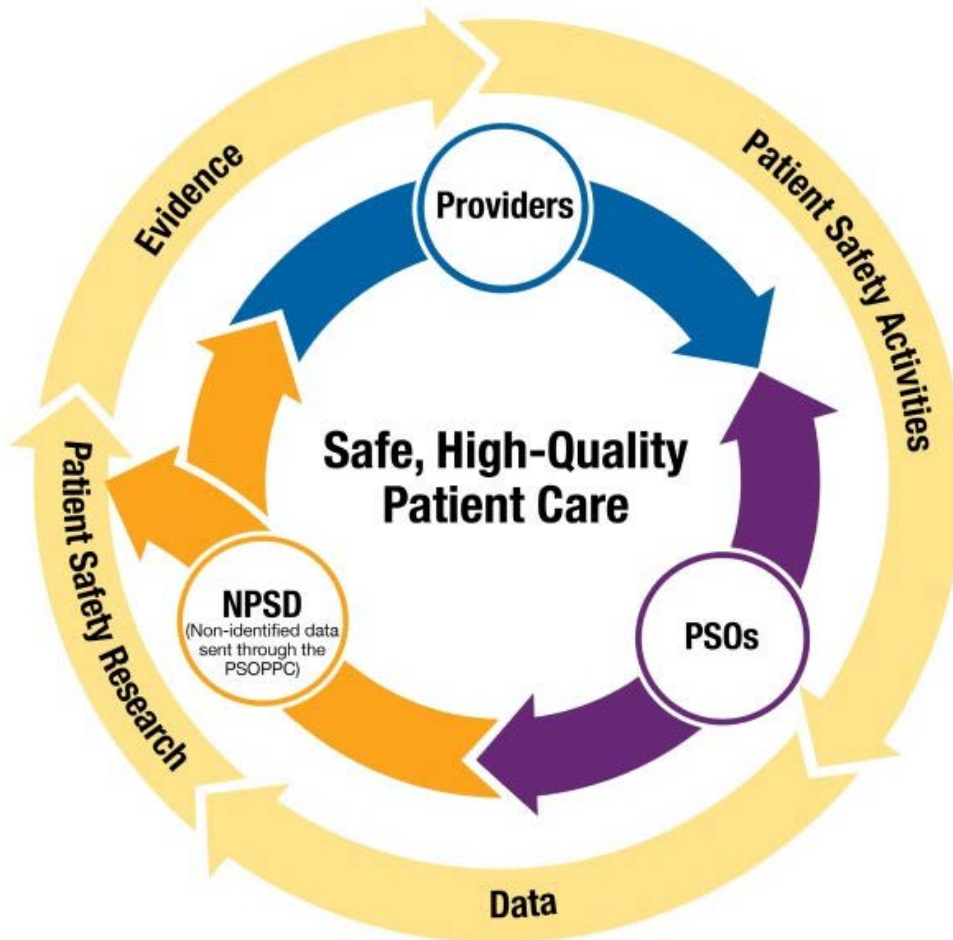 Evidence
Patient Safety Activities
Providers
Safe, High-Quality
Patient Care
NPSD
(Non-identified data
sent through the
PSOPPC)
PSOs
Patient Safety Research
Data